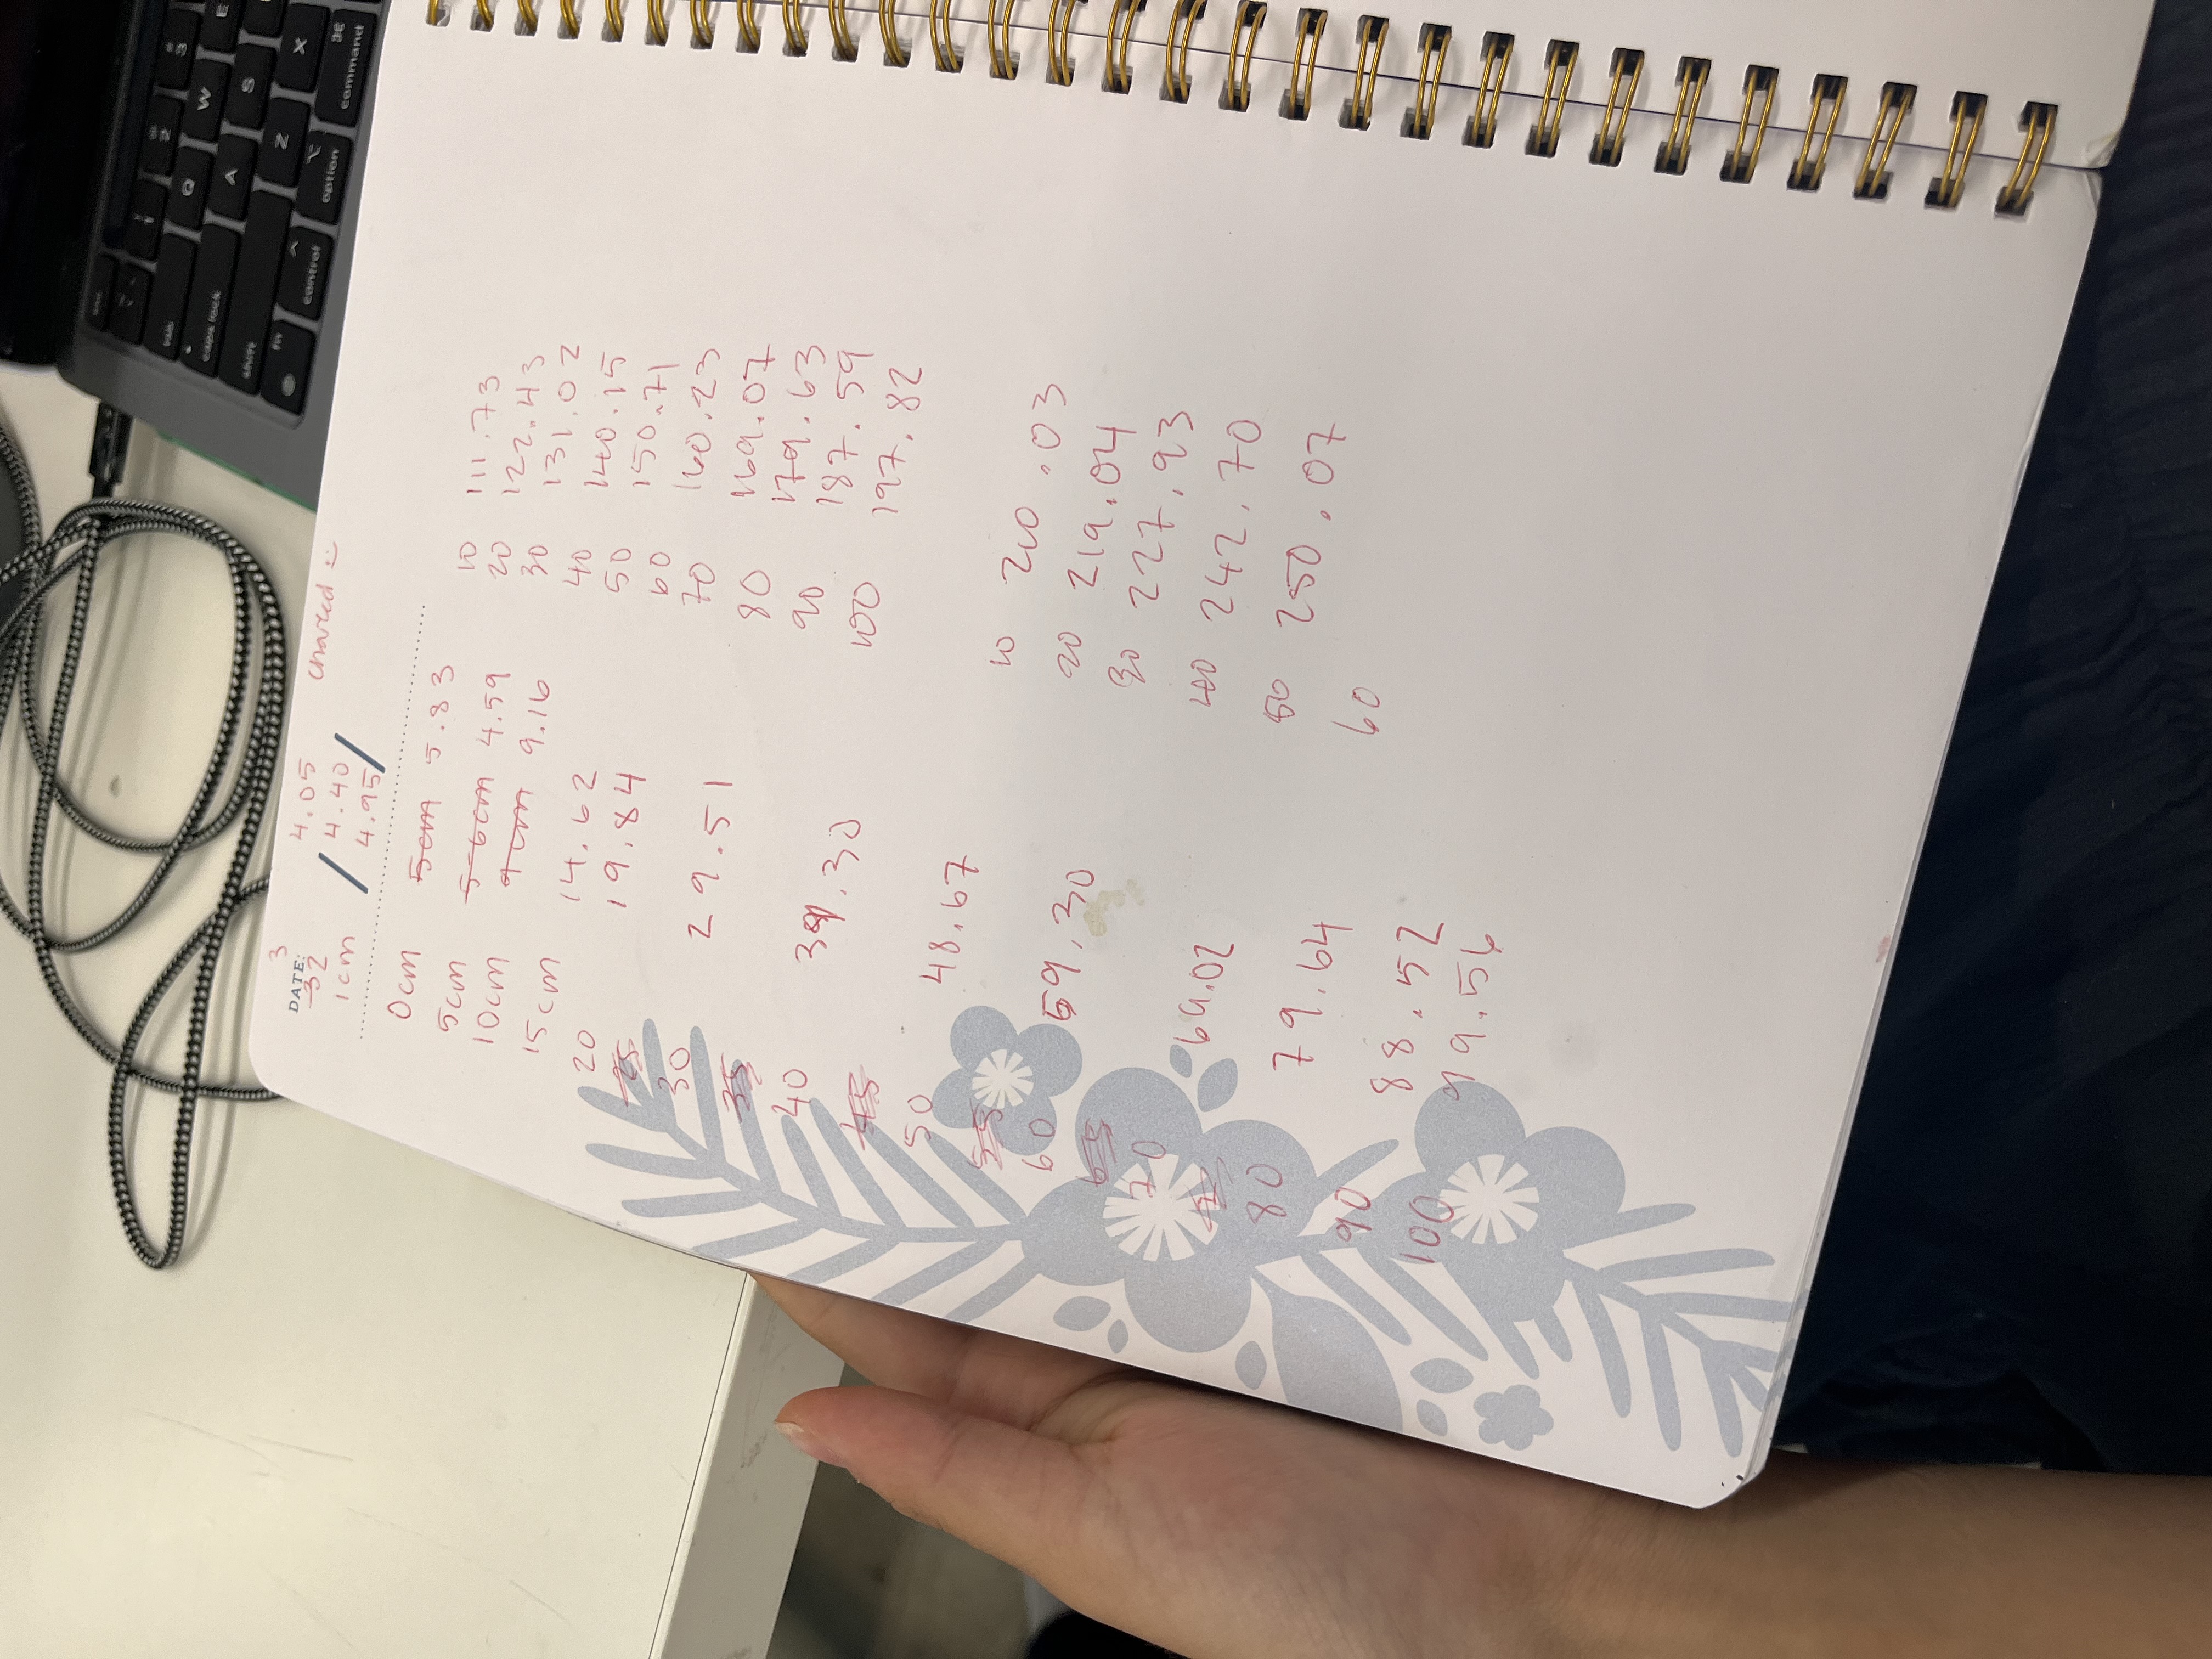 3
DATE:
32
1cm
4.05
/ 4.40 /
4.95
0cm 5cm 5.83
5cm 5-6cm 4.59
10cm 9cm 9.16
15cm 14.62
20 19.84
25
30 29.51
35
40 39.30
45
50 48.67
55
60 59.30
65
70 69.02
80 79.64
90 88.52
100 99.56
10 111.73
20 122.43
30 131.02
40 140.15
50 150.71
60 160.23
70 169.07
80 179.63
90 187.59
100 197.82
10 210.03
20 219.04
30 227.93
40 242.70
50 250.07
60
esc
1
@
2
#
3
tab
Q
W
E
caps lock
A
S
shift
Z
X
fn
control
option
⌘
command